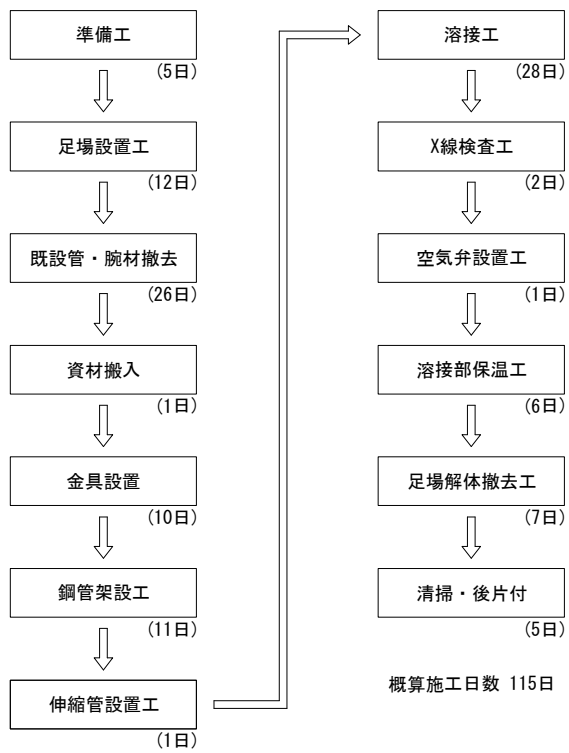 準備工
(5日)
足場設置工
(12日)
既設管・腕材撤去
(26日)
資材搬入
(1日)
金具設置
(10日)
鋼管架設工
(11日)
伸縮管設置工
(1日)
溶接工
(28日)
X線検査工
(2日)
空気弁設置工
(1日)
溶接部保温工
(6日)
足場解体撤去工
(7日)
清掃・後片付
(5日)
概算施工日数 115日